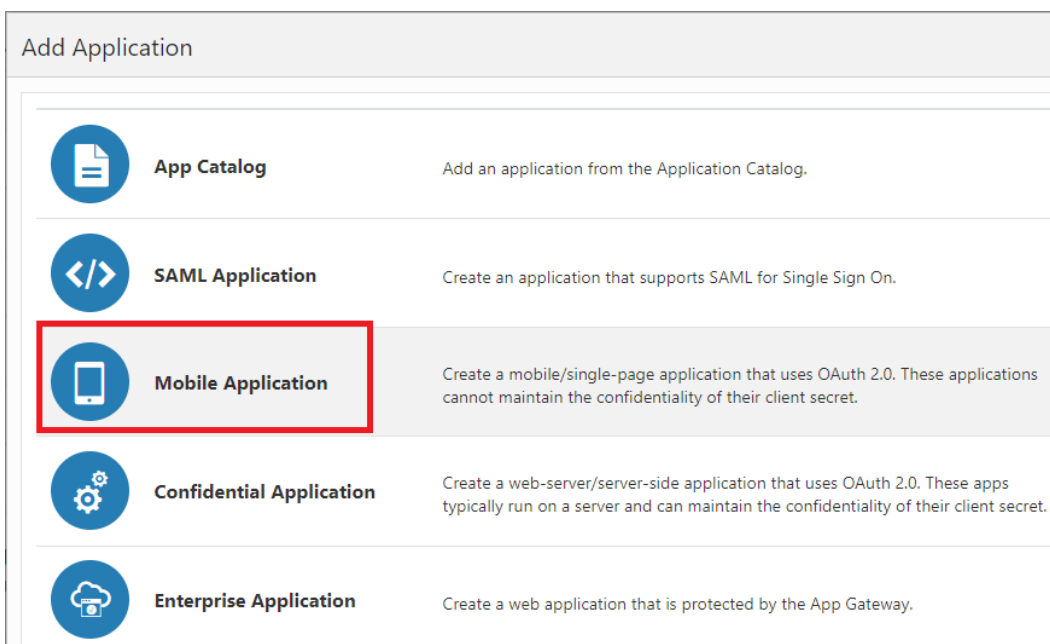 Add Application
App Catalog
Add an application from the Application Catalog.
SAML Application
Create an application that supports SAML for Single Sign On.
Mobile Application
Create a mobile/single-page application that uses OAuth 2.0. These applications
cannot maintain the confidentiality of their client secret.
Confidential Application
Create a web-server/server-side application that uses OAuth 2.0. These apps
typically run on a server and can maintain the confidentiality of their client secret.
Enterprise Application
Create a web application that is protected by the App Gateway.